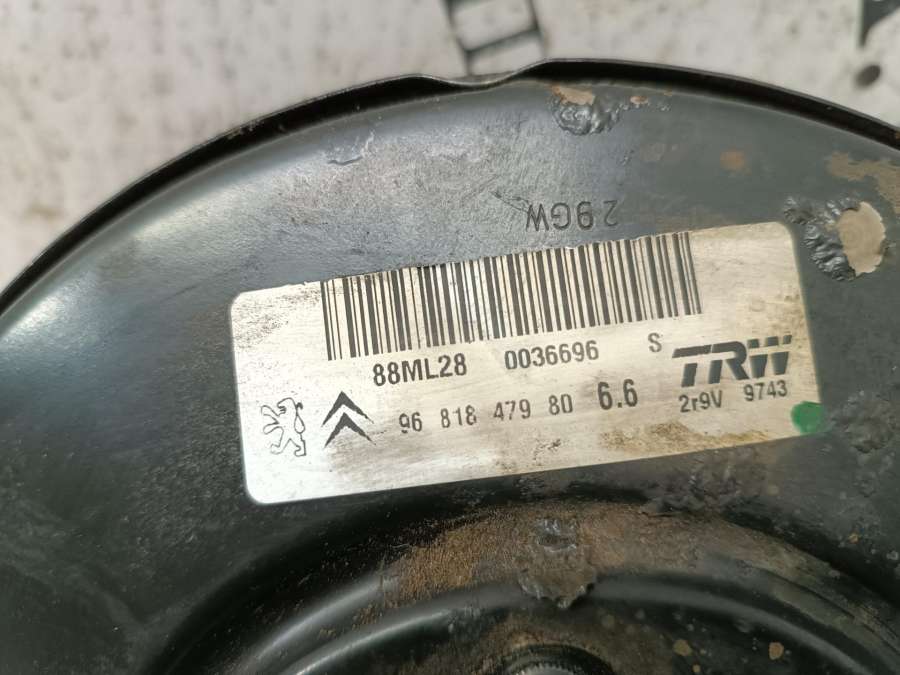 29GW
88ML28 0036696 S
TRW
96 818 479 80 6.6 2r9V 9743